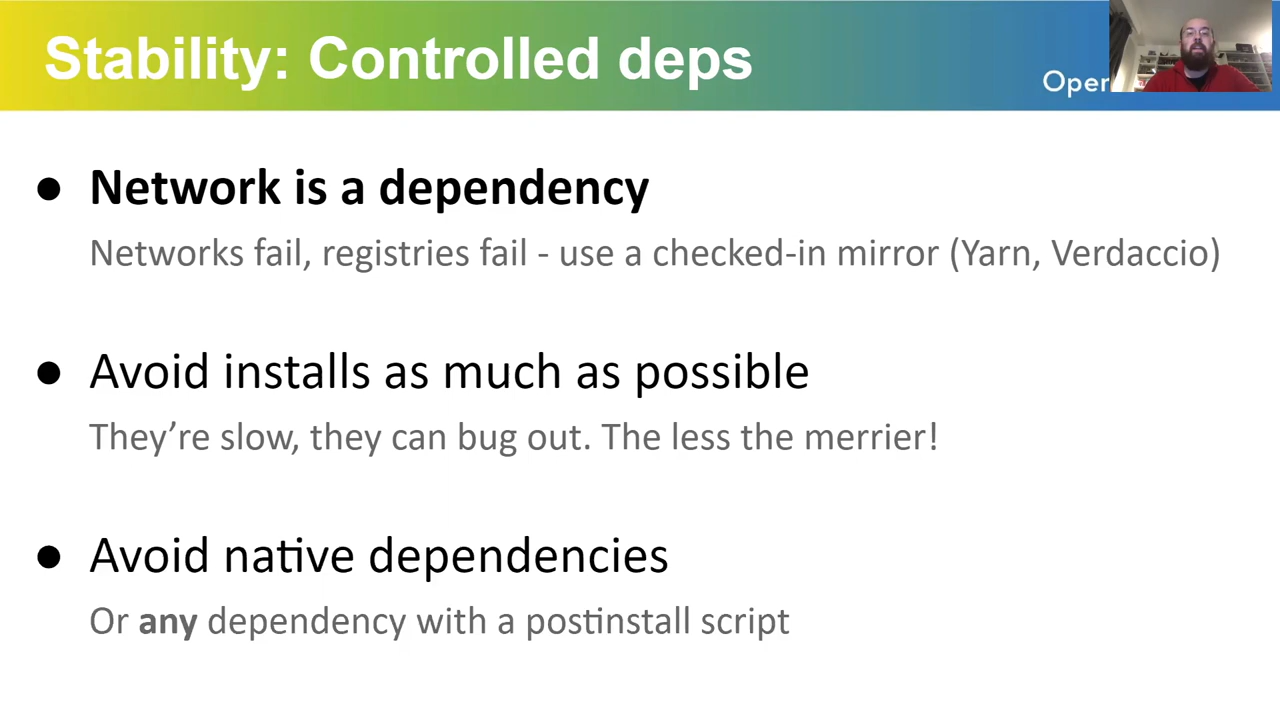 Stability: Controlled deps
Oper
● Network is a dependency
Networks fail, registries fail - use a checked-in mirror (Yarn, Verdaccio)
● Avoid installs as much as possible
They’re slow, they can bug out. The less the merrier!
● Avoid native dependencies
Or any dependency with a postinstall script